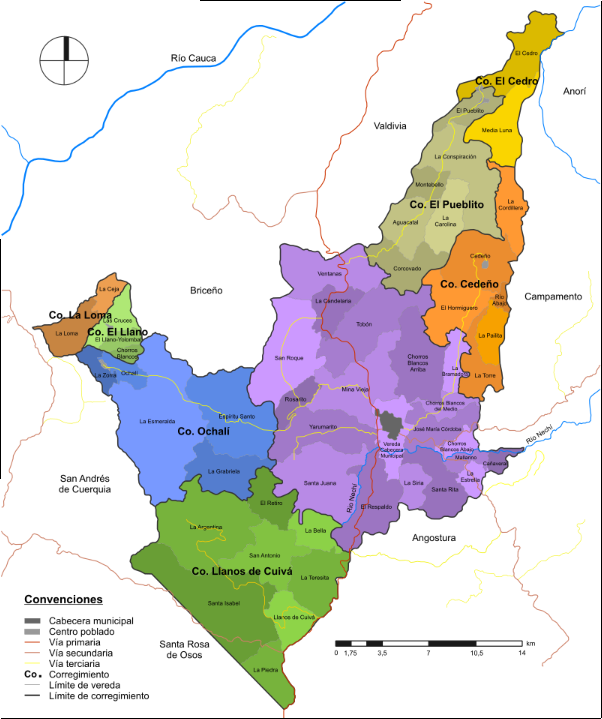 El Cedro
Río Cauca
Co. El Cedro
Anorí
El Pueblito
Valdivia
Media Luna
La Conspiración
Montebello
La
Cordillera
Co. El Pueblito
Aguacatal
La
Carolina
Cedeño
Corcovado
Ventanas
Co. Cedeño
Briceño
La Ceja
Campamento
La Candelaria
Río
Abajo
El Hormiguero
Co. La Loma
Las Cruces
Tobón
La Loma
Co. El Llano
El Llano-Yolombal
La Pailita
Chorros
Blancos
San Roque
Chorros
Blancos
Arriba
La
Bramadora
La Zorra
Ochalí
La Torre
Mina Vieja
Rosarito
Chorros Blancos
del Medio
Espíritu Santo
La Esmeralda
Yarumalito
José María Córdoba
Co. Ochalí
Río Nechí
Vereda
Cabecera
Municipal
Chorros
Blancos Abajo
Mallarino
Cañaveral
La Grabiela
San Andrés
de Cuerquia
La
Estrella
Santa Juana
La Siria
Santa Rita
Río Nechí
El Retiro
El Respaldo
La Argentina
La Bella
Angostura
San Antonio
Co. Llanos de Cuivá
La Teresita
Santa Isabel
Llanos de Cuivá
Convenciones
Cabecera municipal
Centro poblado
Vía primaria
Vía secundaria
Vía terciaria
Co. Corregimiento
Límite de vereda
Límite de corregimiento
Santa Rosa
de Osos
La Piedra
km
0 1,75 3,5 7 10,5 14